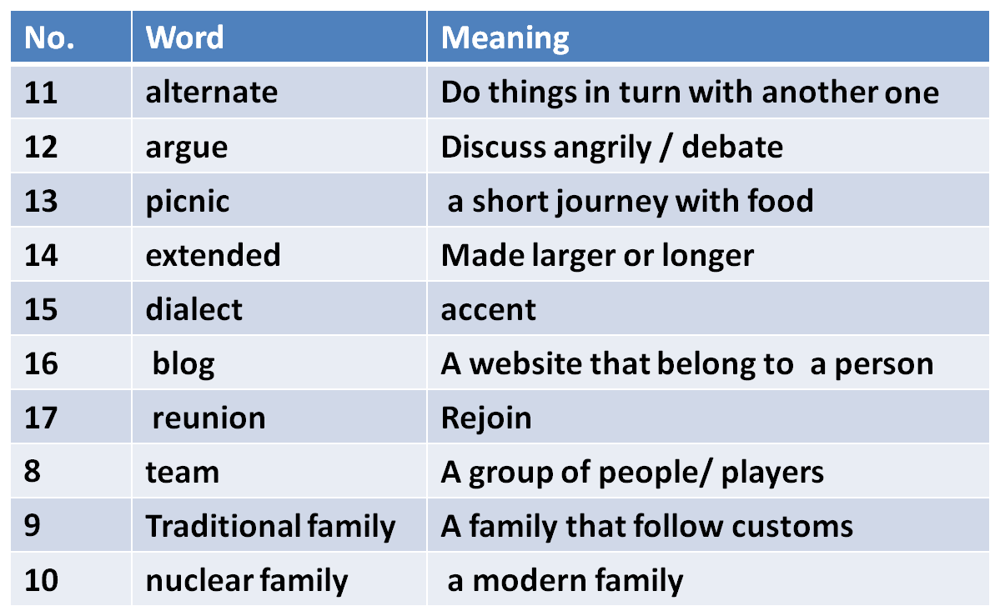 No. Word Meaning
11 alternate Do things in turn with another one
12 argue Discuss angrily / debate
13 picnic a short journey with food
14 extended Made larger or longer
15 dialect accent
16 blog A website that belong to a person
17 reunion Rejoin
8 team A group of people/ players
9 Traditional family A family that follow customs
10 nuclear family a modern family